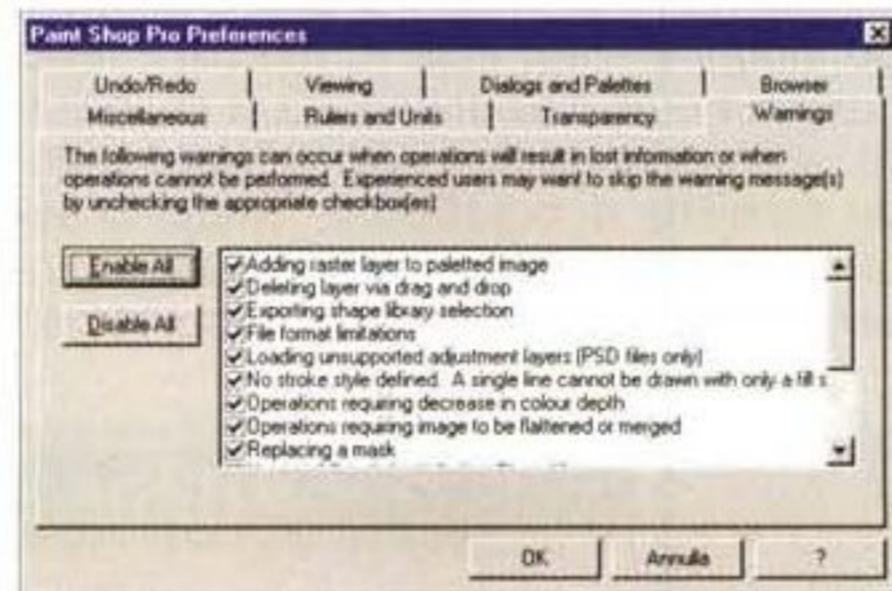 Paint Shop Pro Preferences
Undo/Redo Viewing Dialogs and Palettes Browser
Miscellaneous Rulers and Units Transparency Warnings
The following warnings can occur when operations will result in lost information or when
operations cannot be performed. Experienced users may want to skip the warning message(s)
by unchecking the appropriate checkbox(es)
Enable All
Disable All
Adding raster layer to paletted image
Deleting layer via drag and drop
Exporting shape library selection
File format limitations
Loading unsupported adjustment layers (PSD files only)
No stroke style defined. A single line cannot be drawn with only a fill s
Operations requiring decrease in colour depth
Operations requiring image to be flattened or merged
Replacing a mask
OK Annulla ?